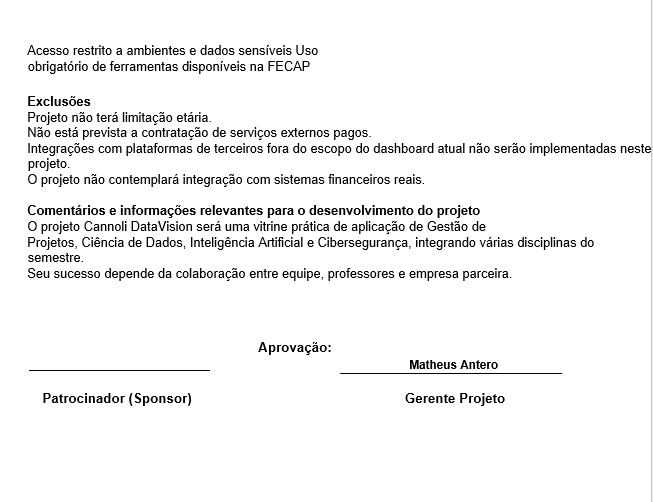 Acesso restrito a ambientes e dados sensíveis Uso
obrigatório de ferramentas disponíveis na FECAP
Exclusões
Projeto não terá limitação etária.
Não está prevista a contratação de serviços externos pagos.
Integrações com plataformas de terceiros fora do escopo do dashboard atual não serão implementadas neste
projeto.
O projeto não contemplará integração com sistemas financeiros reais.
Comentários e informações relevantes para o desenvolvimento do projeto
O projeto Cannoli DataVision será uma vitrine prática de aplicação de Gestão de
Projetos, Ciência de Dados, Inteligência Artificial e Cibersegurança, integrando várias disciplinas do
semestre.
Seu sucesso depende da colaboração entre equipe, professores e empresa parceira.
Aprovação:
Matheus Antero
Patrocinador (Sponsor)
Gerente Projeto